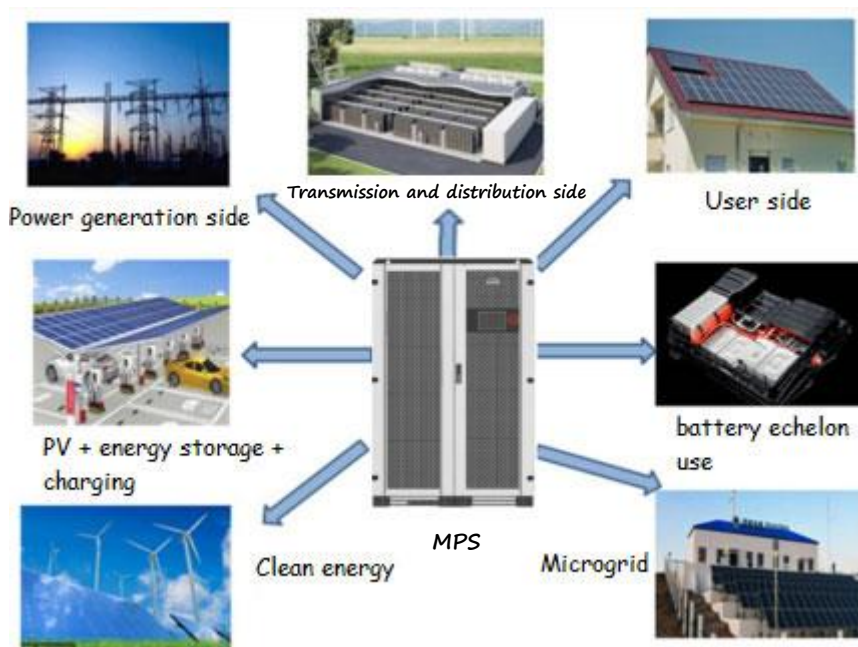 Transmission and distribution side
User side
Power generation side
PV + energy storage +
charging
battery echelon
use
MPS
Clean energy
Microgrid